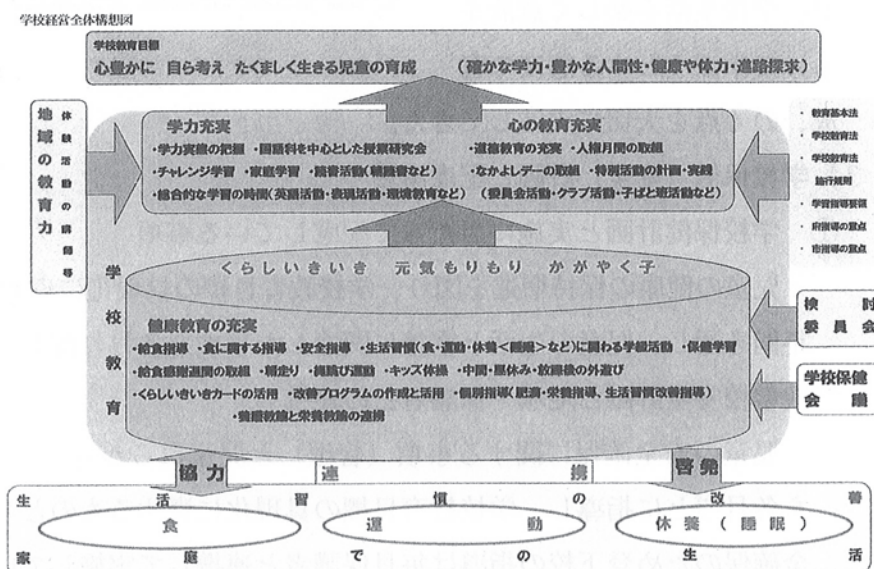 学校経営全体構想図
学校教育目標
心豊かに 自ら考え たくましく生きる児童の育成 (確かな学力・豊かな人間性・健康や体力・進路探求)
地域の教育力
体験活動の講師等
学力充実
・学力実態の把握 ・国語科を中心とした授業研究会
・チャレンジ学習 ・家庭学習 ・読書活動(朝読書など)
・総合的な学習の時間(英語活動・表現活動・環境教育など)
心の教育充実
・道徳教育の充実 ・人権月間の取組
・なかよしデーの取組 ・特別活動の計画・実践
(委員会活動・クラブ活動・子ばと班活動など)
・教育基本法
・学校教育法
・学校教育法
施行規則
・学習指導要領
・府指導の重点
・市指導の重点
学校教育
くらしいきいき 元気もりもり かがやく子
健康教育の充実
・給食指導 ・食に関する指導 ・安全指導 ・生活習慣(食・運動・休養<睡眠>など)に関わる学級活動 ・保健学習
・給食感謝週間の取組 ・朝走り ・縄跳び運動 ・キッズ体操 ・中間・昼休み・放課後の外遊び
・くらしいきいきカードの活用 ・改善プログラムの作成と活用 ・個別指導(肥満・栄養指導、生活習慣改善指導)
・養護教諭と栄養教諭の連携
検討
委員会
学校保健
会議
協力
連携
啓発
生活習慣の改善
食
運動
休養(睡眠)
家庭での生活